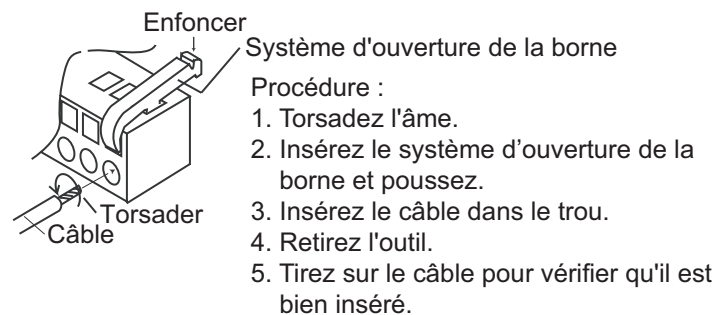 Enfoncer
Système d'ouverture de la borne
Procédure :
1. Torsadez l'âme.
2. Insérez le système d’ouverture de la
borne et poussez.
3. Insérez le câble dans le trou.
4. Retirez l'outil.
5. Tirez sur le câble pour vérifier qu'il est
bien inséré.
Torsader
Câble